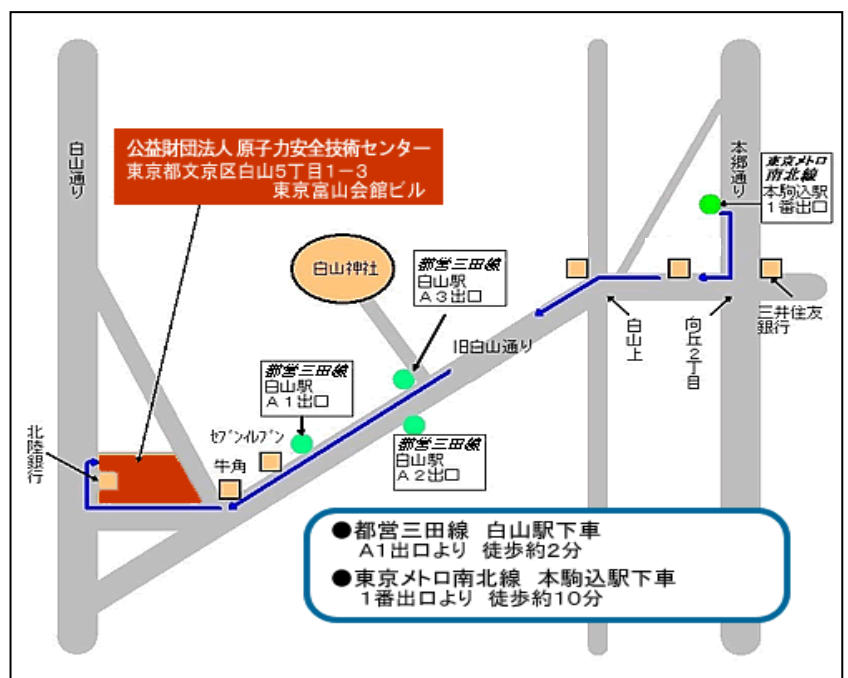 白山通り
公益財団法人 原子力安全技術センター
東京都文京区白山5丁目1－3
東京富山会館ビル
本郷通り
東京メトロ
南北線
本駒込駅
1番出口
白山神社
都営三田線
白山駅
A3出口
三井住友
銀行
白山上
向丘2丁目
旧白山通り
都営三田線
白山駅
A1出口
ｾﾌﾞﾝｲﾚﾌﾞﾝ
牛角
北陸銀行
都営三田線
白山駅
A2出口
●都営三田線 白山駅下車
A1出口より 徒歩約2分
●東京メトロ南北線 本駒込駅下車
1番出口より 徒歩約10分